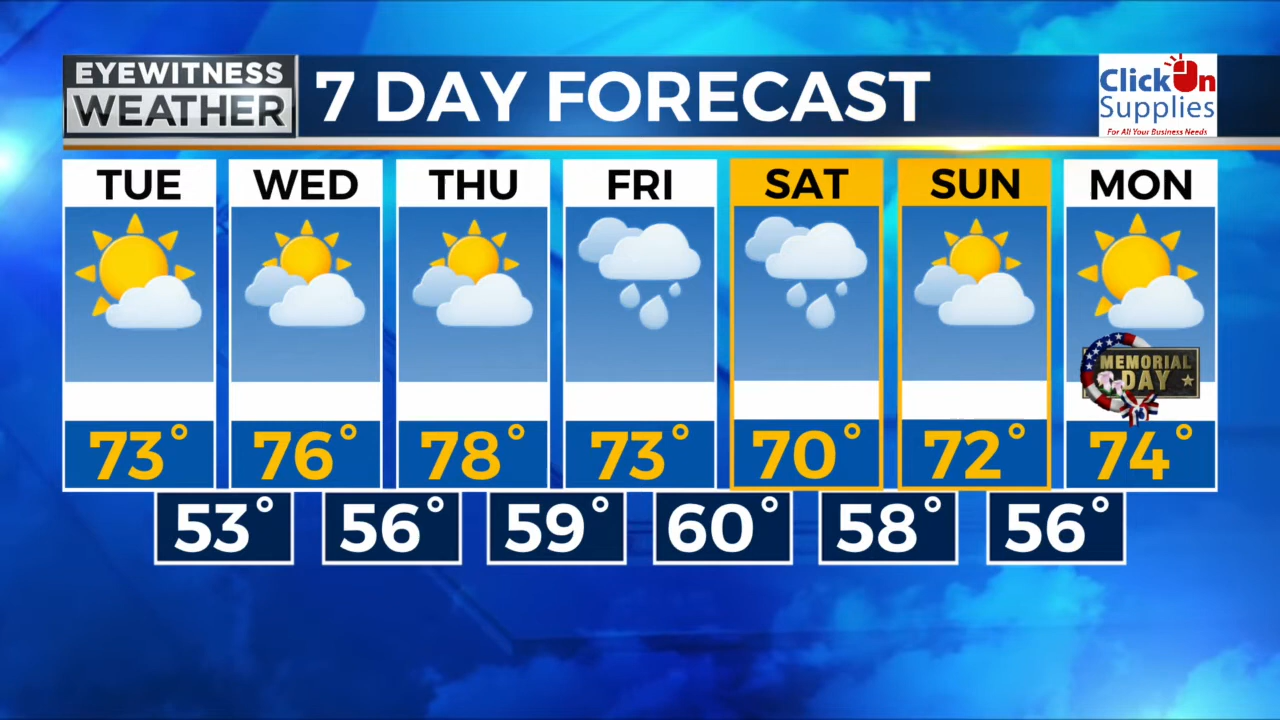 EYEWITNESS
WEATHER
7 DAY FORECAST
ClickOn
Supplies
For All Your Business Needs
TUE WED THU FRI SAT SUN MON
MEMORIAL
DAY
73° 76° 78° 73° 70° 72° 74°
53° 56° 59° 60° 58° 56°